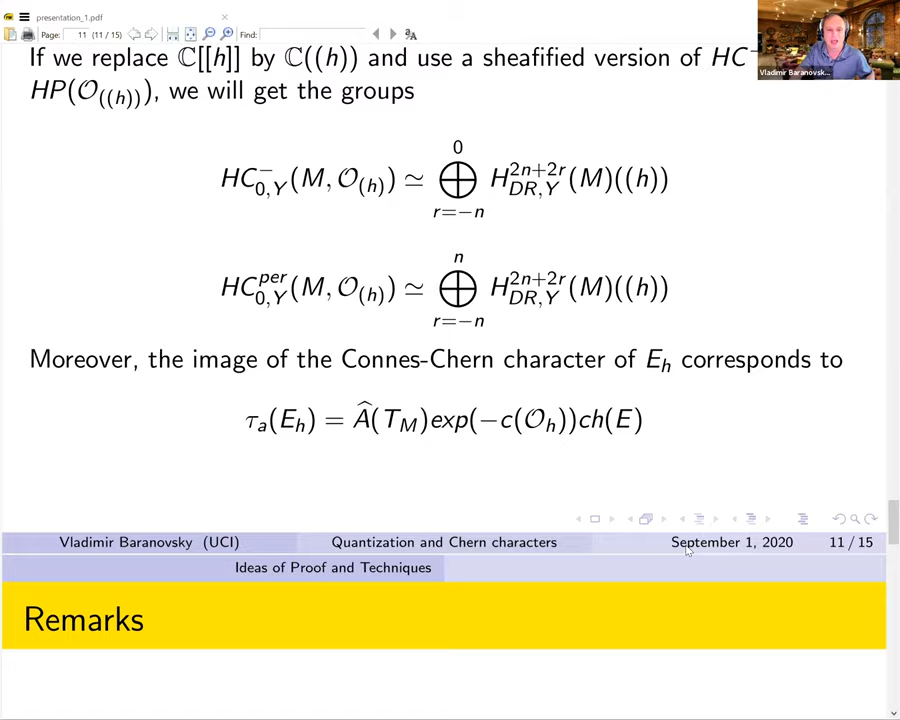 presentation_1.pdf
Page: 11 (11 / 15) Find:
If we replace ℂ[[h]] by ℂ((h)) and use a sheafified version of HC⁻
HP(𝒪_{((h))}), we will get the groups
HC⁻_{0,Y}(M, 𝒪_{(h)}) ≃ ⊕_{r=−n}^{0} H^{2n+2r}_{DR,Y}(M)((h))
HC^{per}_{0,Y}(M, 𝒪_{(h)}) ≃ ⊕_{r=−n}^{n} H^{2n+2r}_{DR,Y}(M)((h))
Moreover, the image of the Connes-Chern character of E_h corresponds to
τ_a(E_h) = Â(T_M)exp(−c(𝒪_h))ch(E)
Vladimir Baranovsky (UCI) Quantization and Chern characters September 1, 2020 11 / 15
Ideas of Proof and Techniques
Remarks
Vladimir Baranovsk...